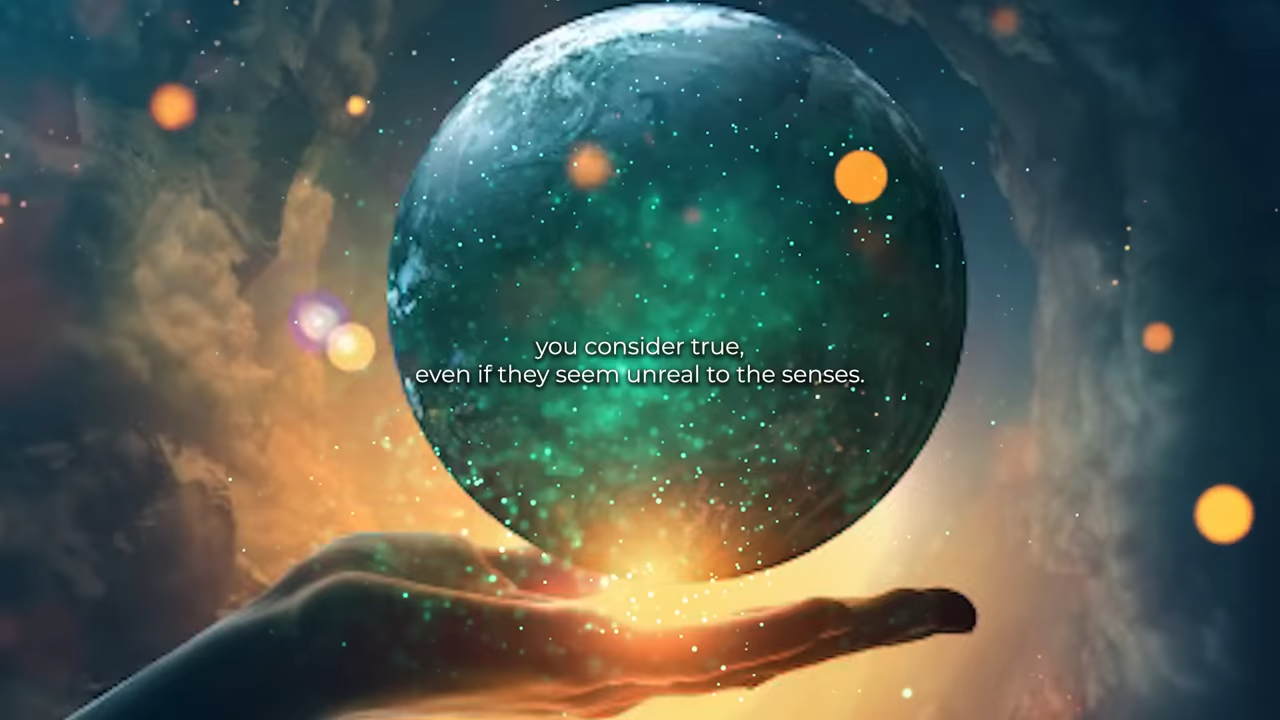 you consider true,
even if they seem unreal to the senses.